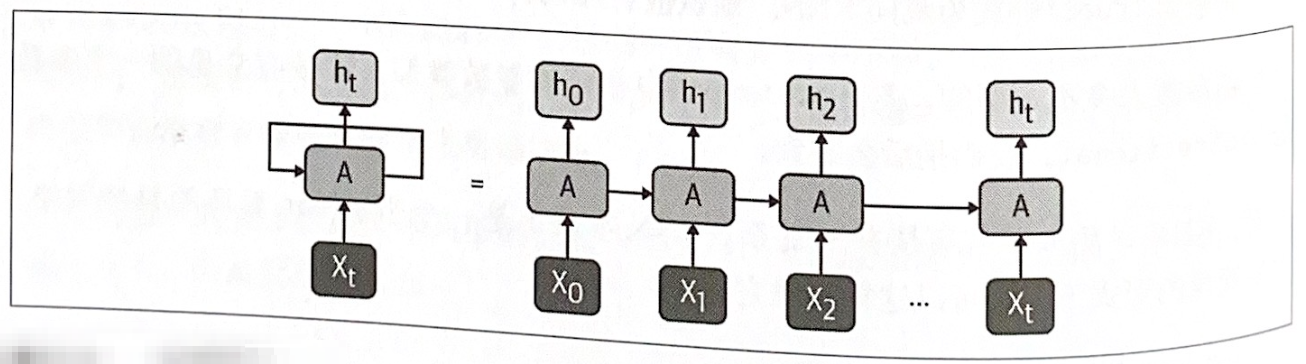 h_t h_0 h_1 h_2 h_t
A = A A A A
X_t X_0 X_1 X_2 ... X_t